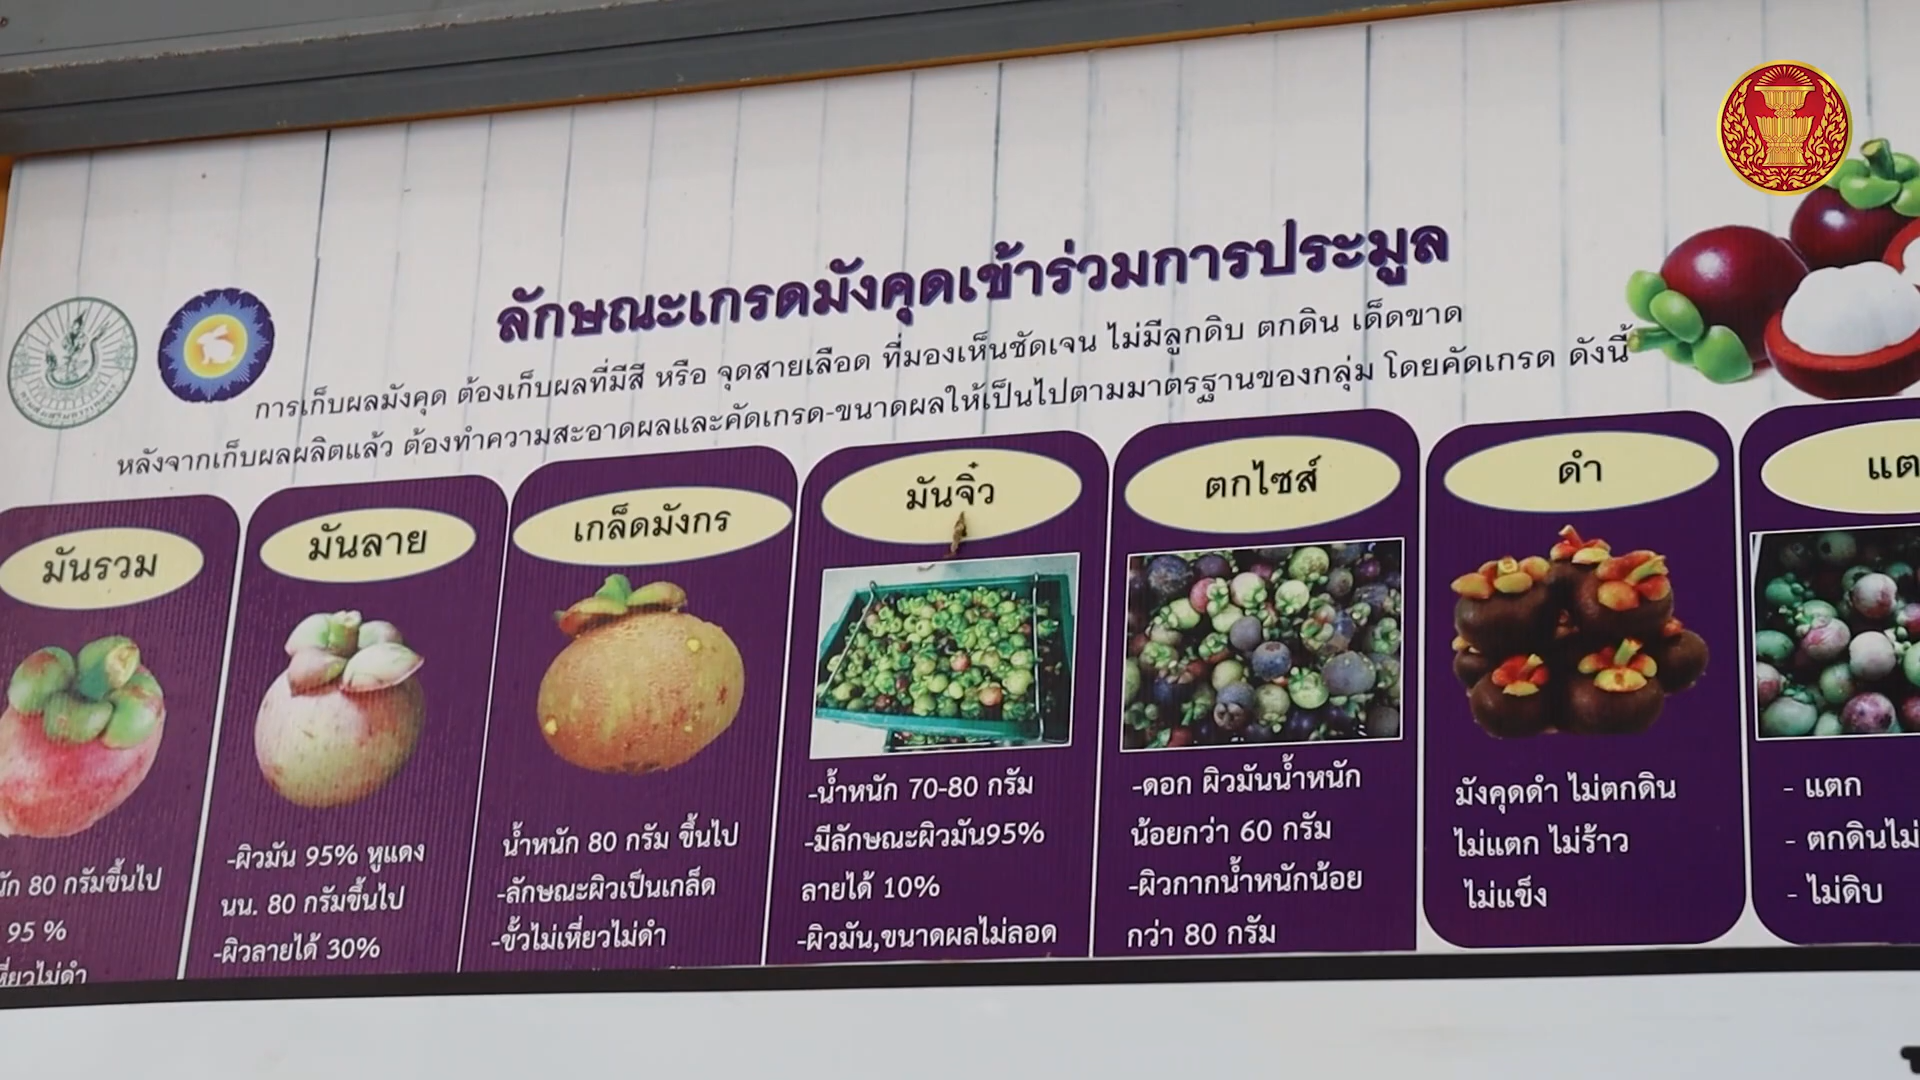 ลักษณะเกรดมังคุดเข้าร่วมการประมูล
การเก็บผลมังคุด ต้องเก็บผลที่มีสี หรือ จุดสายเลือด ที่มองเห็นชัดเจน ไม่มีลูกดิบ ตกดิน เด็ดขาด
หลังจากเก็บผลผลิตแล้ว ต้องทำความสะอาดผลและคัดเกรด-ขนาดผลให้เป็นไปตามมาตรฐานของกลุ่ม โดยคัดเกรด ดังนี้
มันรวม
80 กรัมขึ้นไป
95 %
มันลาย
-ผิวมัน 95% หูแดง
นน. 80 กรัมขึ้นไป
-ผิวลายได้ 30%
เกล็ดมังกร
น้ำหนัก 80 กรัม ขึ้นไป
-ลักษณะผิวเป็นเกล็ด
-ขั้วไม่เหี่ยวไม่ดำ
มันจิ๋ว
-น้ำหนัก 70-80 กรัม
-มีลักษณะผิวมัน95%
ลายได้ 10%
-ผิวมัน,ขนาดผลไม่ลอด
ตกไซส์
-ดอก ผิวมันน้ำหนัก
น้อยกว่า 60 กรัม
-ผิวกากน้ำหนักน้อย
กว่า 80 กรัม
ดำ
มังคุดดำ ไม่ตกดิน
ไม่แตก ไม่ร้าว
ไม่แข็ง
แต
- แตก
- ตกดินไม่
- ไม่ดิบ